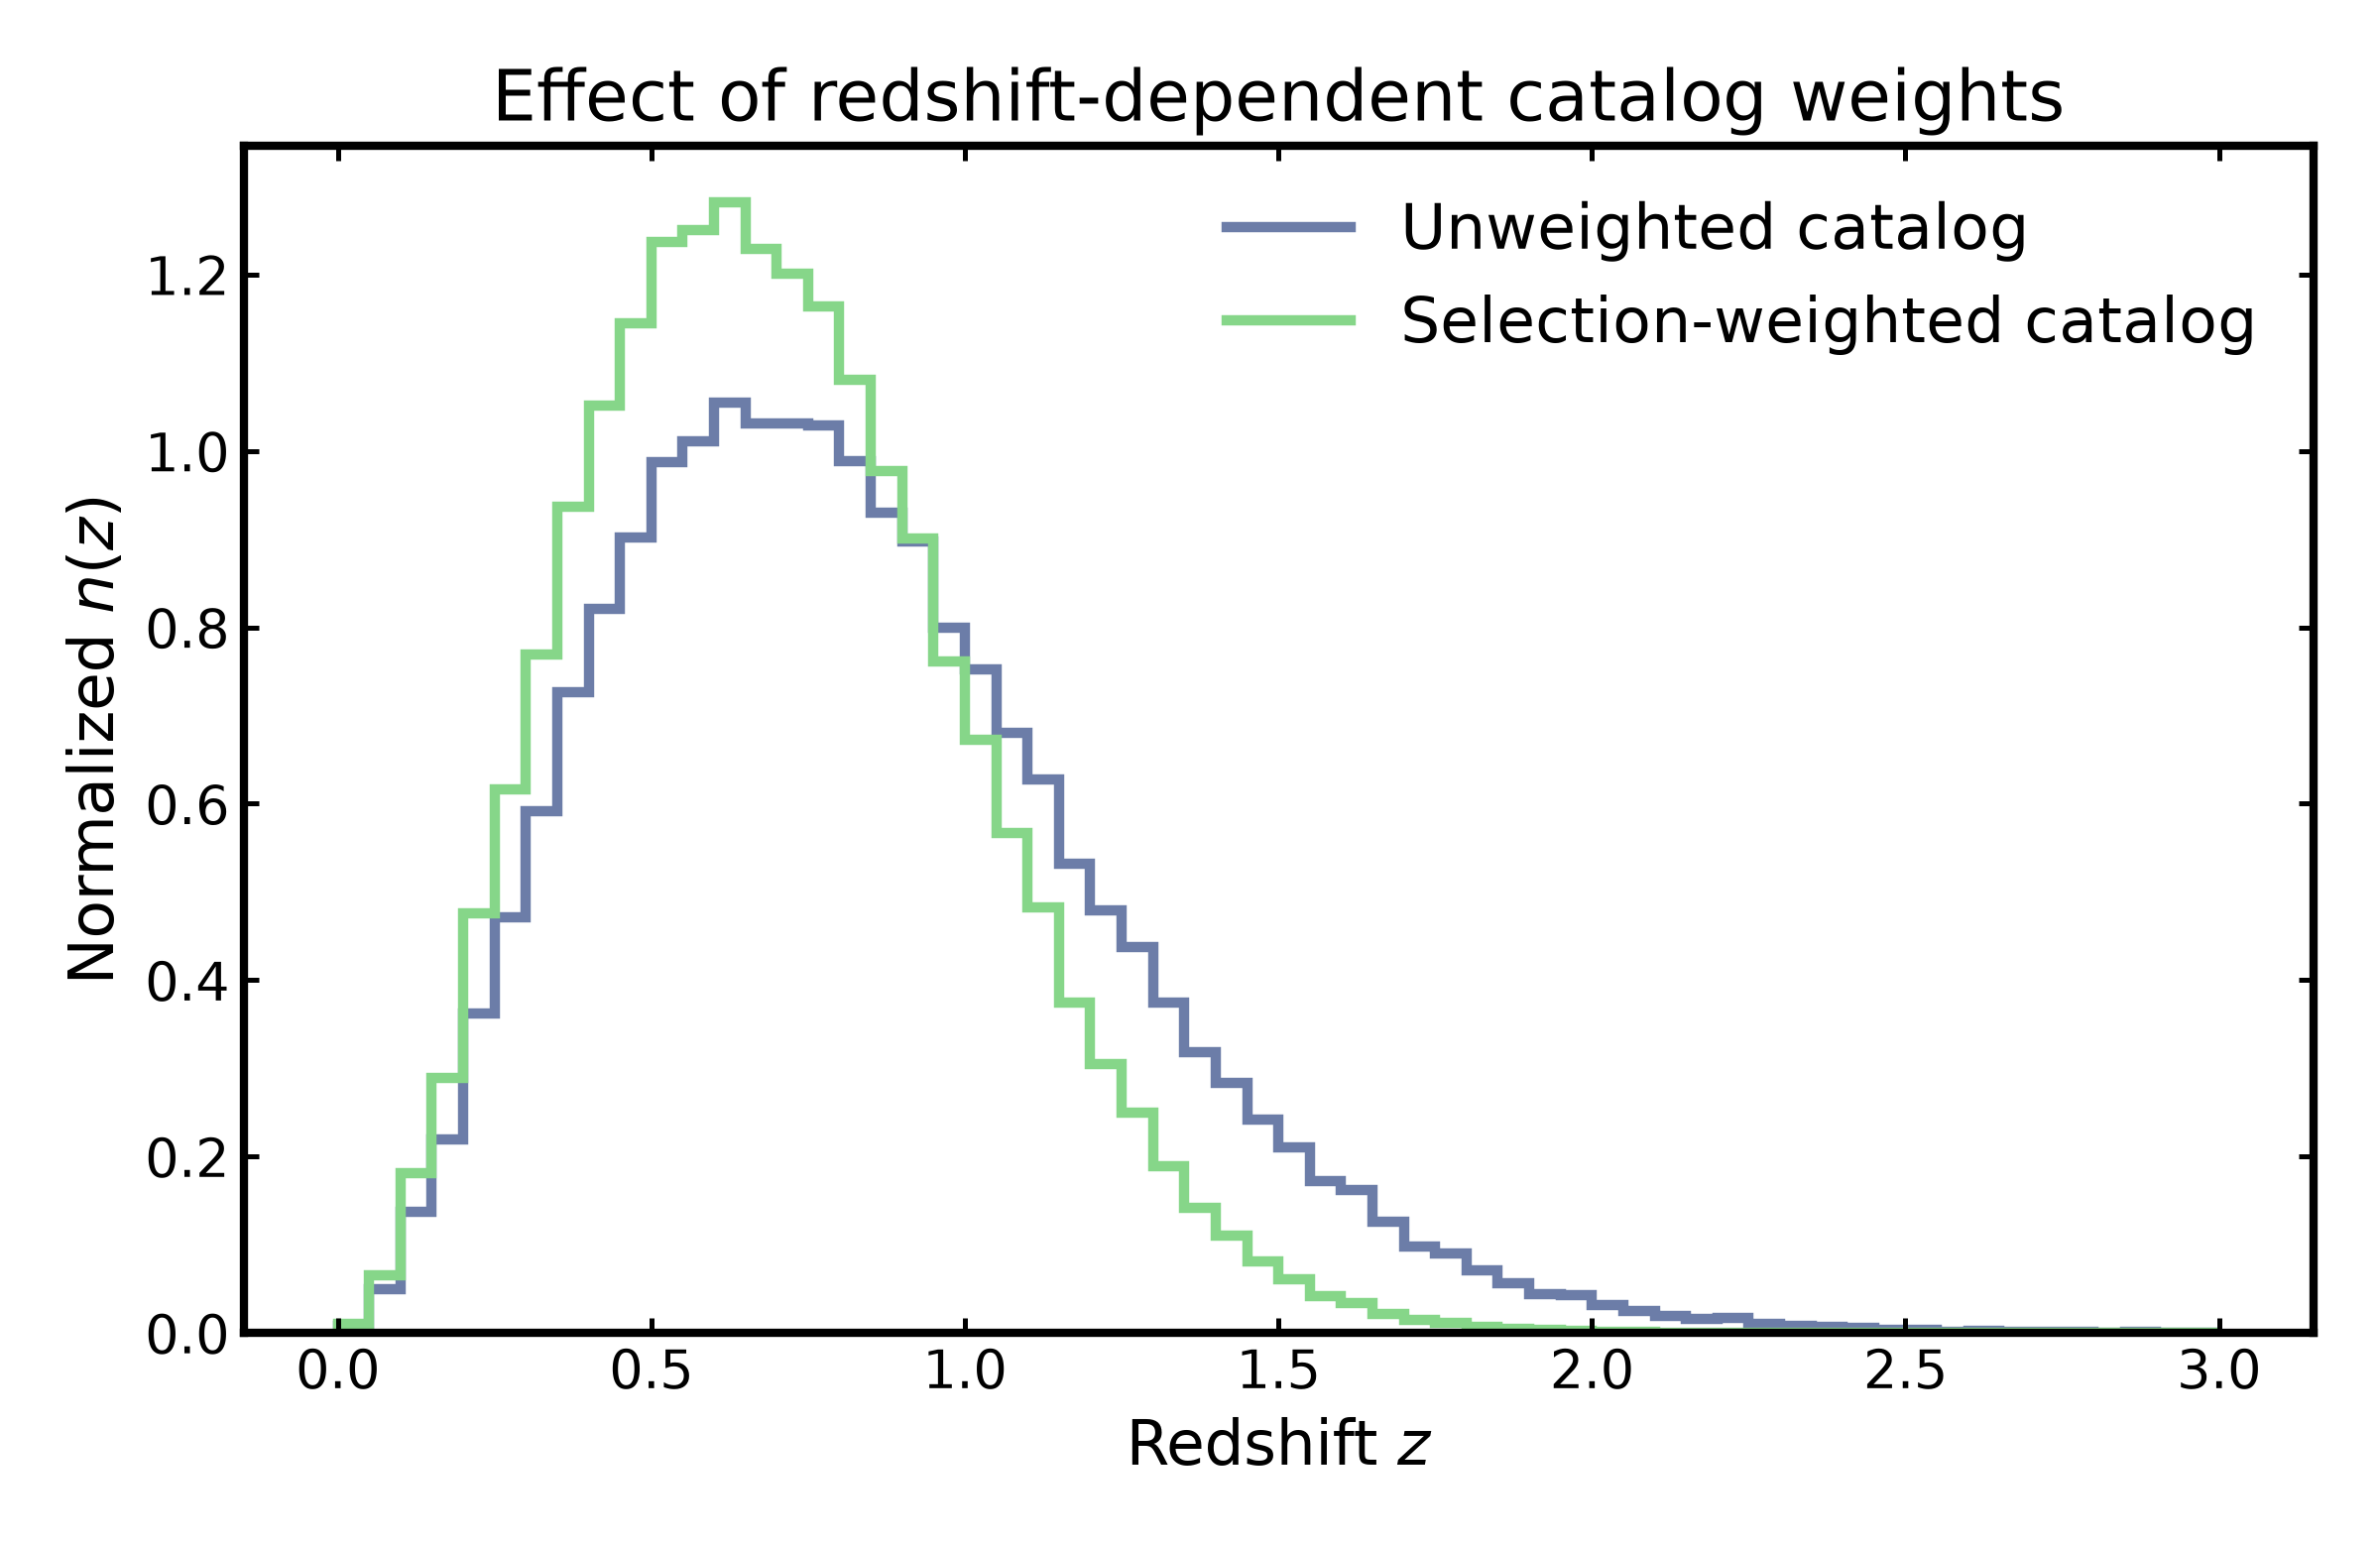 Effect of redshift-dependent catalog weights
Unweighted catalog
Selection-weighted catalog
Normalized n(z)
1.2
1.0
0.8
0.6
0.4
0.2
0.0
0.0 0.5 1.0 1.5 2.0 2.5 3.0
Redshift z